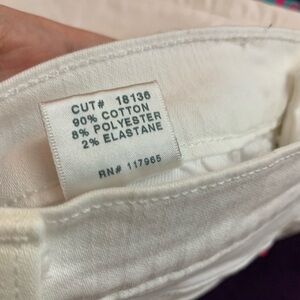 CUT# 18136
90% COTTON
8% POLYESTER
2% ELASTANE
RN# 117965